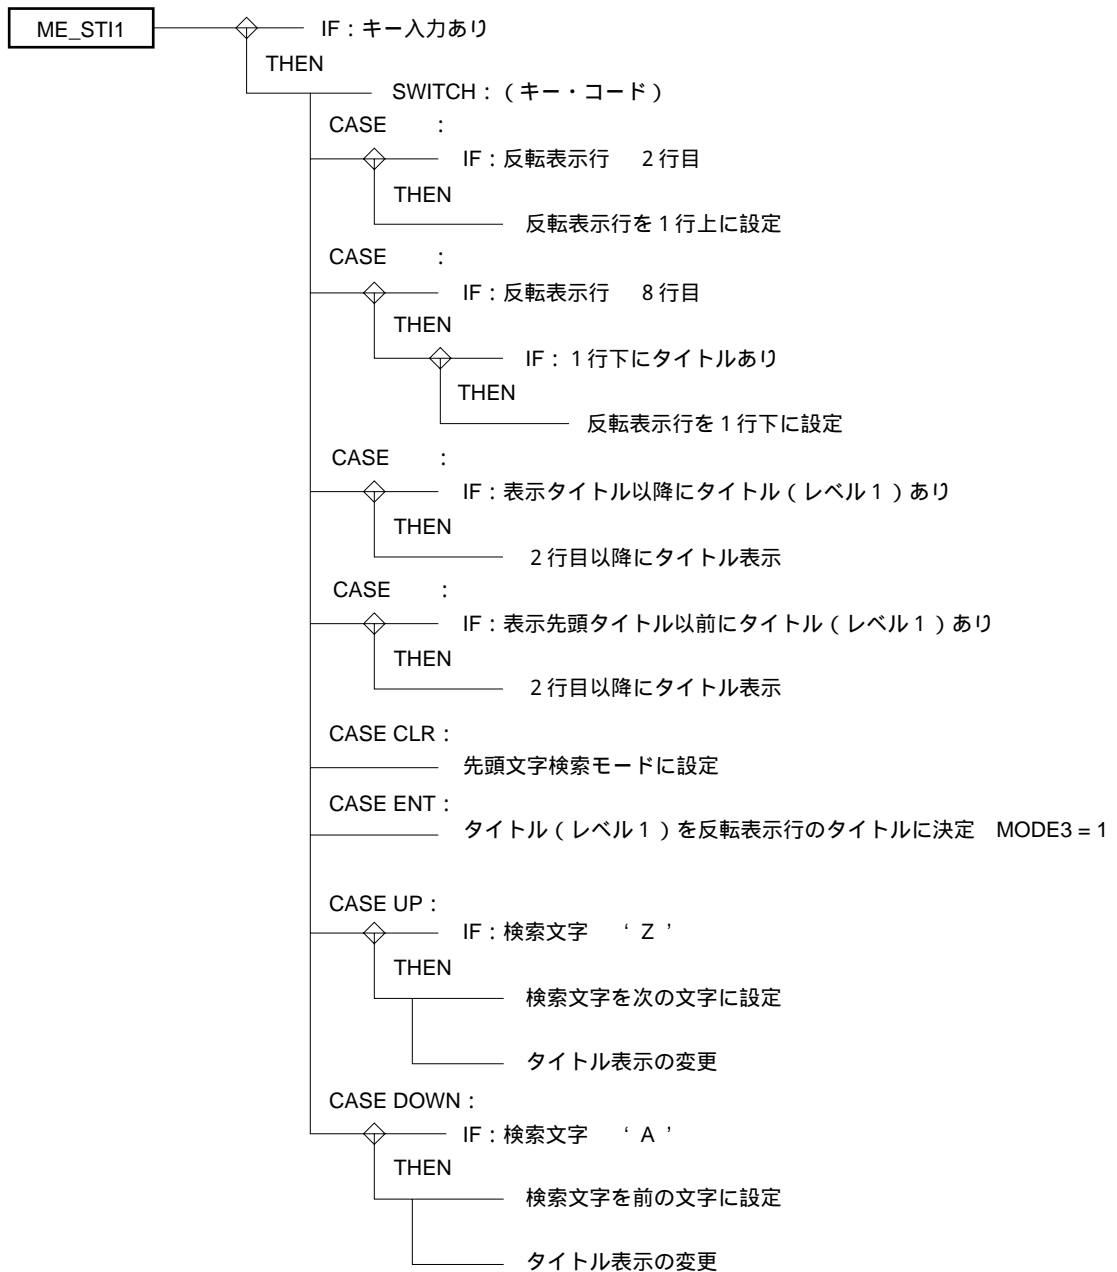 ME_STI1
IF：キー入力あり
THEN
SWITCH：（キー・コード）
CASE　　：
IF：反転表示行　２行目
THEN
反転表示行を１行上に設定
CASE　　：
IF：反転表示行　８行目
THEN
IF：１行下にタイトルあり
THEN
反転表示行を１行下に設定
CASE　　：
IF：表示タイトル以降にタイトル（レベル１）あり
THEN
２行目以降にタイトル表示
CASE　　：
IF：表示先頭タイトル以前にタイトル（レベル１）あり
THEN
２行目以降にタイトル表示
CASE CLR：
先頭文字検索モードに設定
CASE ENT：
タイトル（レベル１）を反転表示行のタイトルに決定　MODE3 = 1
CASE UP：
IF：検索文字　‘Z’
THEN
検索文字を次の文字に設定
タイトル表示の変更
CASE DOWN：
IF：検索文字　‘A’
THEN
検索文字を前の文字に設定
タイトル表示の変更